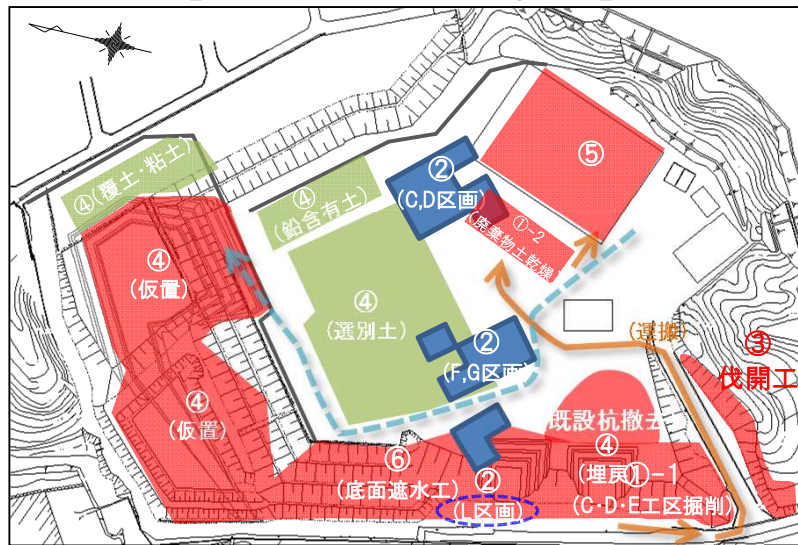 ④(覆土・粘土)
④
(鉛含有土)
②
(C,D区画)
⑤
①-2
(廃棄物土乾燥)
④
(仮置)
④
(選別土)
②
(F,G区画)
(運搬)
③
伐開工
④
(仮置)
既設杭撤去
⑥
(底面遮水工)
②
(L区画)
④
(埋戻)
①-1
(C・D・E工区掘削)